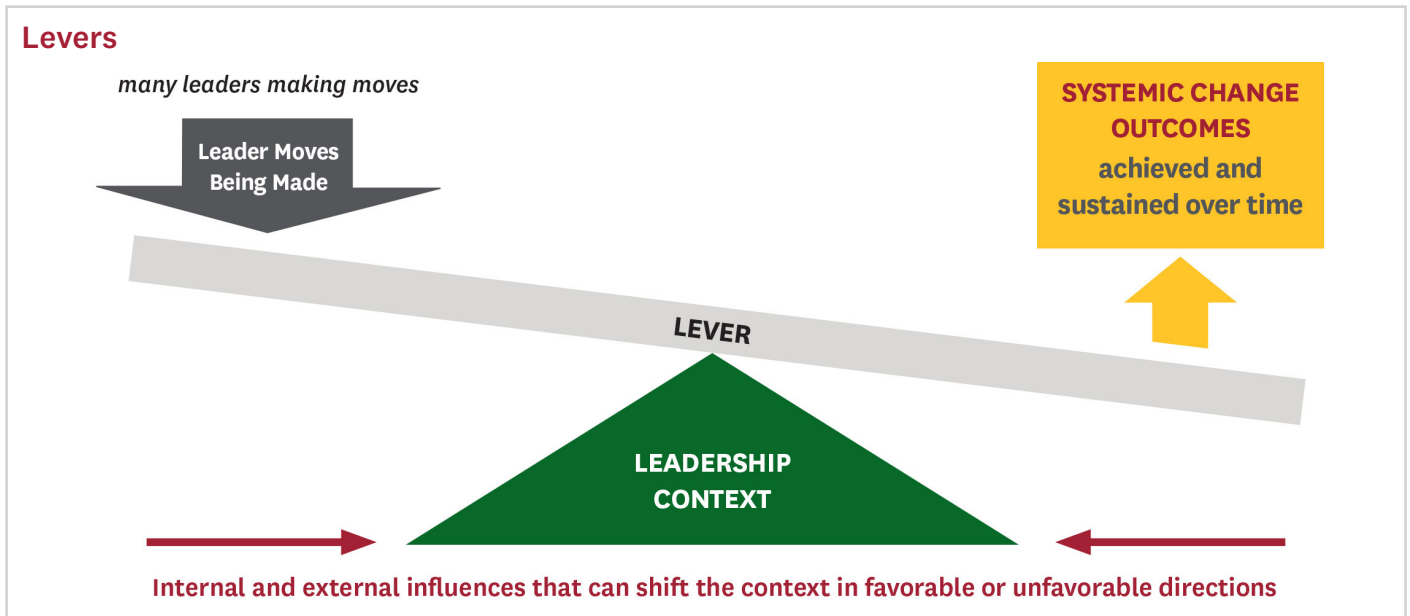 Levers
many leaders making moves
Leader Moves
Being Made
SYSTEMIC CHANGE
OUTCOMES
achieved and
sustained over time
LEVER
LEADERSHIP
CONTEXT
Internal and external influences that can shift the context in favorable or unfavorable directions